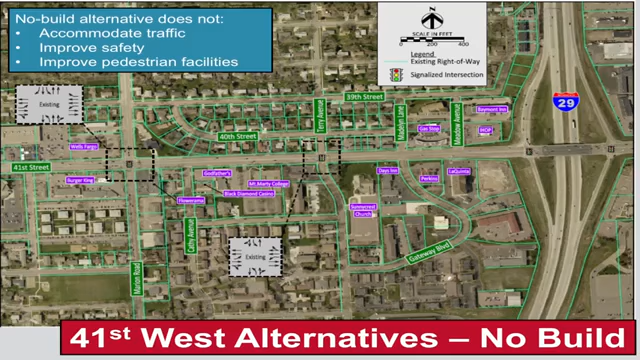 No-build alternative does not:
• Accommodate traffic
• Improve safety
• Improve pedestrian facilities
SCALE IN FEET
0 200 400
Legend
Existing Right-of-Way
Signalized Intersection
29
Existing
39th Street
40th Street
41st Street
Terry Avenue
Madelyn Lane
Meadow Avenue
Baymont Inn
Gas Stop
IHOP
Wells Fargo
Burger King
Godfather's
Mt.Marty College
Black Diamond Casino
Flowerama
Days Inn
Perkins
LaQuinta
Sunnycrest
Church
Marion Road
Cathy Avenue
Existing
Gateway Blvd
41st West Alternatives – No Build